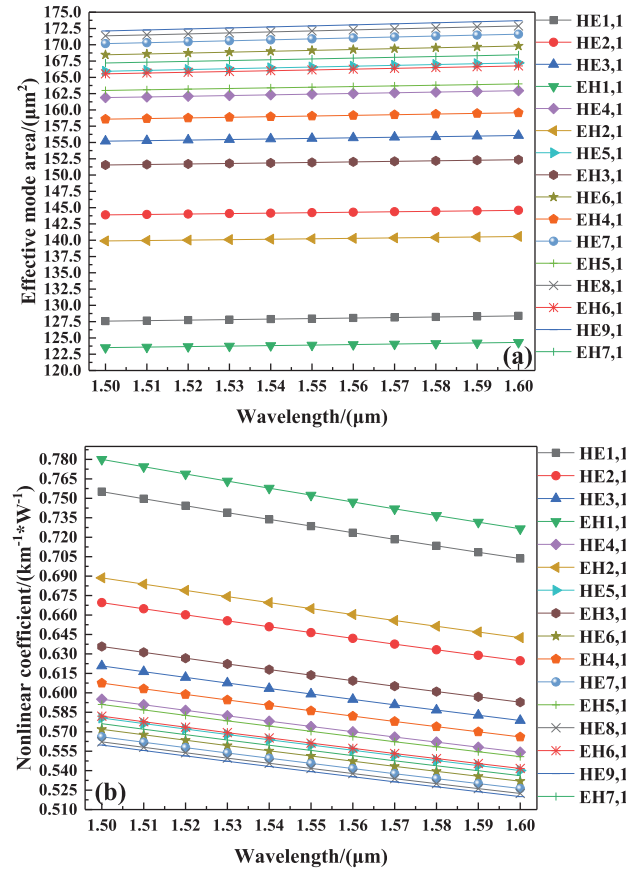 175.0
172.5
170.0
167.5
165.0
162.5
160.0
157.5
155.0
152.5
150.0
147.5
145.0
142.5
140.0
137.5
135.0
132.5
130.0
127.5
125.0
122.5
120.0
Effective mode area/(μm²)
1.50 1.51 1.52 1.53 1.54 1.55 1.56 1.57 1.58 1.59 1.60
Wavelength/(μm)
(a)
HE1,1
HE2,1
HE3,1
EH1,1
HE4,1
EH2,1
HE5,1
EH3,1
HE6,1
EH4,1
HE7,1
EH5,1
HE8,1
EH6,1
HE9,1
EH7,1
0.780
0.765
0.750
0.735
0.720
0.705
0.690
0.675
0.660
0.645
0.630
0.615
0.600
0.585
0.570
0.555
0.540
0.525
0.510
Nonlinear coefficient/(km⁻¹*W⁻¹)
1.50 1.51 1.52 1.53 1.54 1.55 1.56 1.57 1.58 1.59 1.60
Wavelength/(μm)
(b)
HE1,1
HE2,1
HE3,1
EH1,1
HE4,1
EH2,1
HE5,1
EH3,1
HE6,1
EH4,1
HE7,1
EH5,1
HE8,1
EH6,1
HE9,1
EH7,1